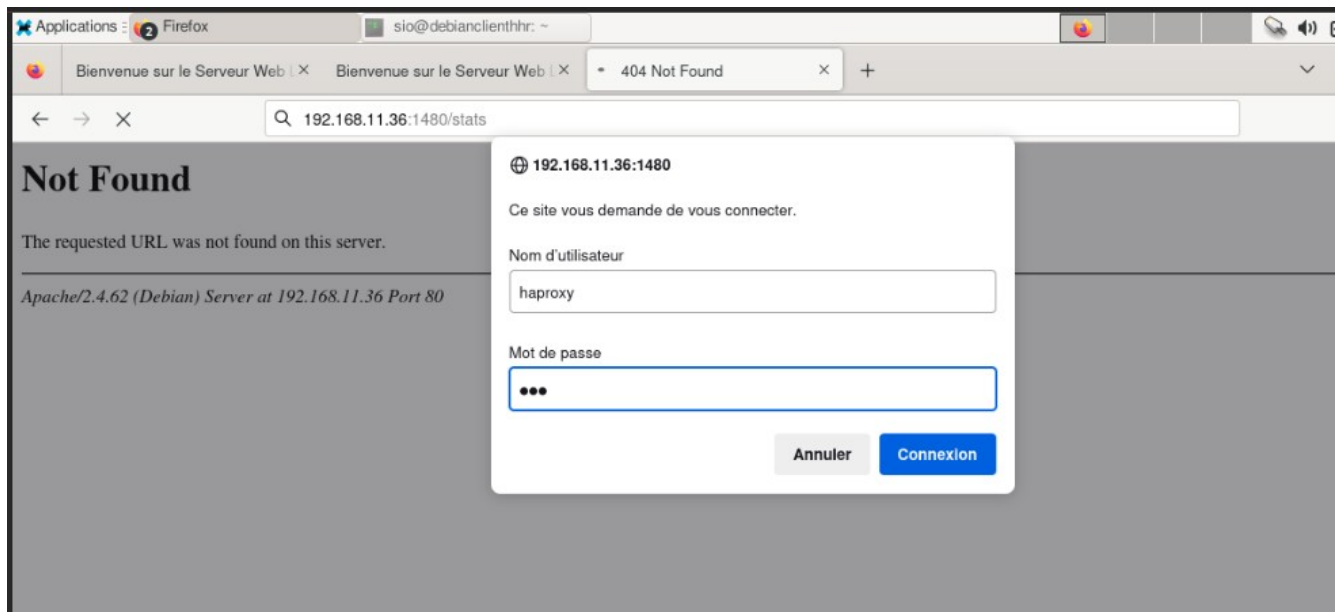 Applications
2 Firefox
sio@debianclienthhr: ~
Bienvenue sur le Serveur Web
Bienvenue sur le Serveur Web
404 Not Found
192.168.11.36:1480/stats
Not Found
The requested URL was not found on this server.
Apache/2.4.62 (Debian) Server at 192.168.11.36 Port 80
192.168.11.36:1480
Ce site vous demande de vous connecter.
Nom d'utilisateur
haproxy
Mot de passe
●●●
Annuler
Connexion